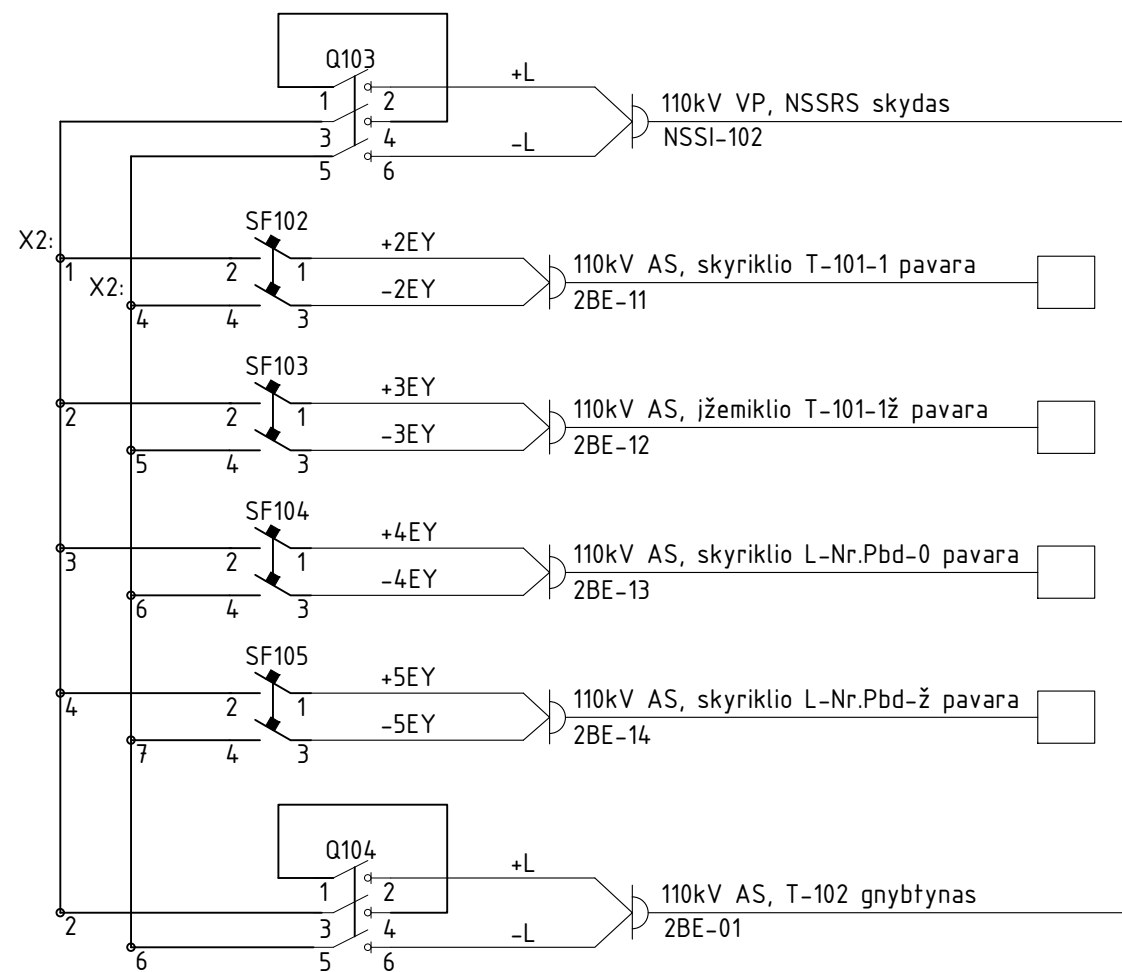 Q103
+L
1 2
110kV VP, NSSRS skydas
3 4
-L
NSSI-102
5 6
SF102
X2:
+2EY
1 2 1
110kV AS, skyriklio T-101-1 pavara
X2:
-2EY
2BE-11
4 4 3
SF103
+3EY
2 2 1
110kV AS, įžemiklio T-101-1ž pavara
-3EY
2BE-12
5 4 3
SF104
+4EY
3 2 1
110kV AS, skyriklio L-Nr.Pbd-0 pavara
-4EY
2BE-13
6 4 3
SF105
+5EY
4 2 1
110kV AS, skyriklio L-Nr.Pbd-ž pavara
-5EY
2BE-14
7 4 3
Q104
+L
1 2
110kV AS, T-102 gnybtynas
2 3 4
-L
2BE-01
6 5 6